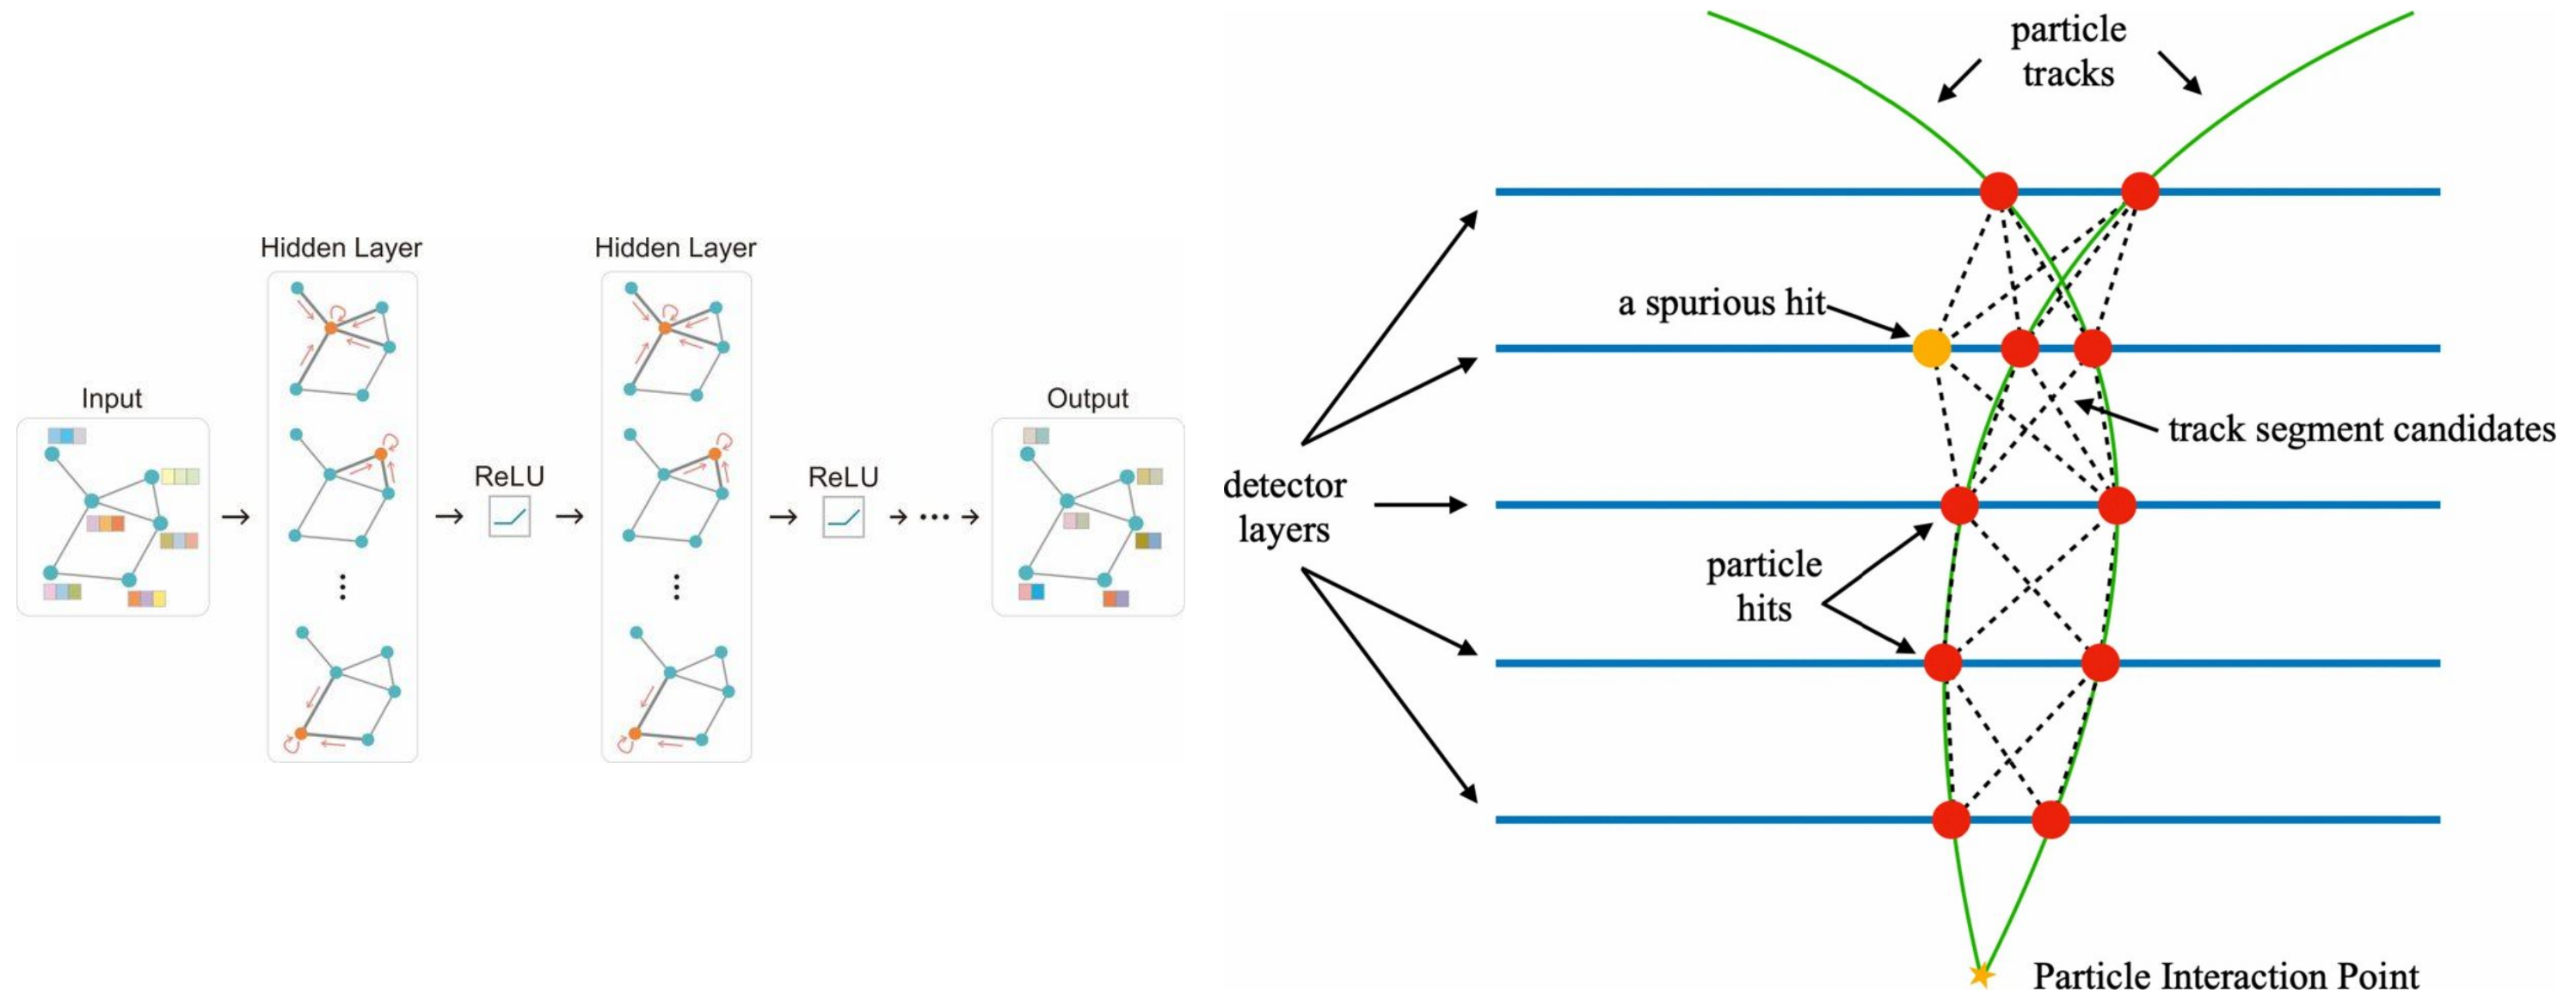 Hidden Layer
Hidden Layer
Input
ReLU
ReLU
Output
particle
tracks
a spurious hit
track segment candidates
detector
layers
particle
hits
Particle Interaction Point